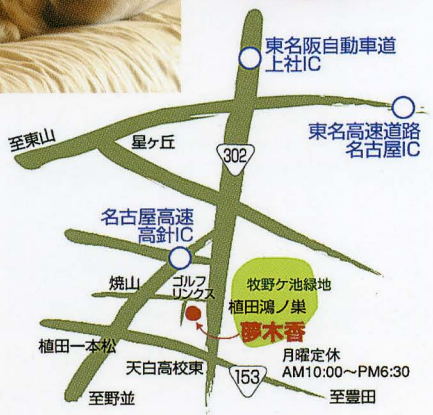 東名阪自動車道
上社IC
東名高速道路
名古屋IC
至東山
星ヶ丘
302
名古屋高速
高針IC
焼山
ゴルフ
リンクス
牧野ケ池緑地
植田鴻ノ巣
夢木香
植田一本松
天白高校東
月曜定休
AM10:00～PM6:30
153
至野並
至豊田